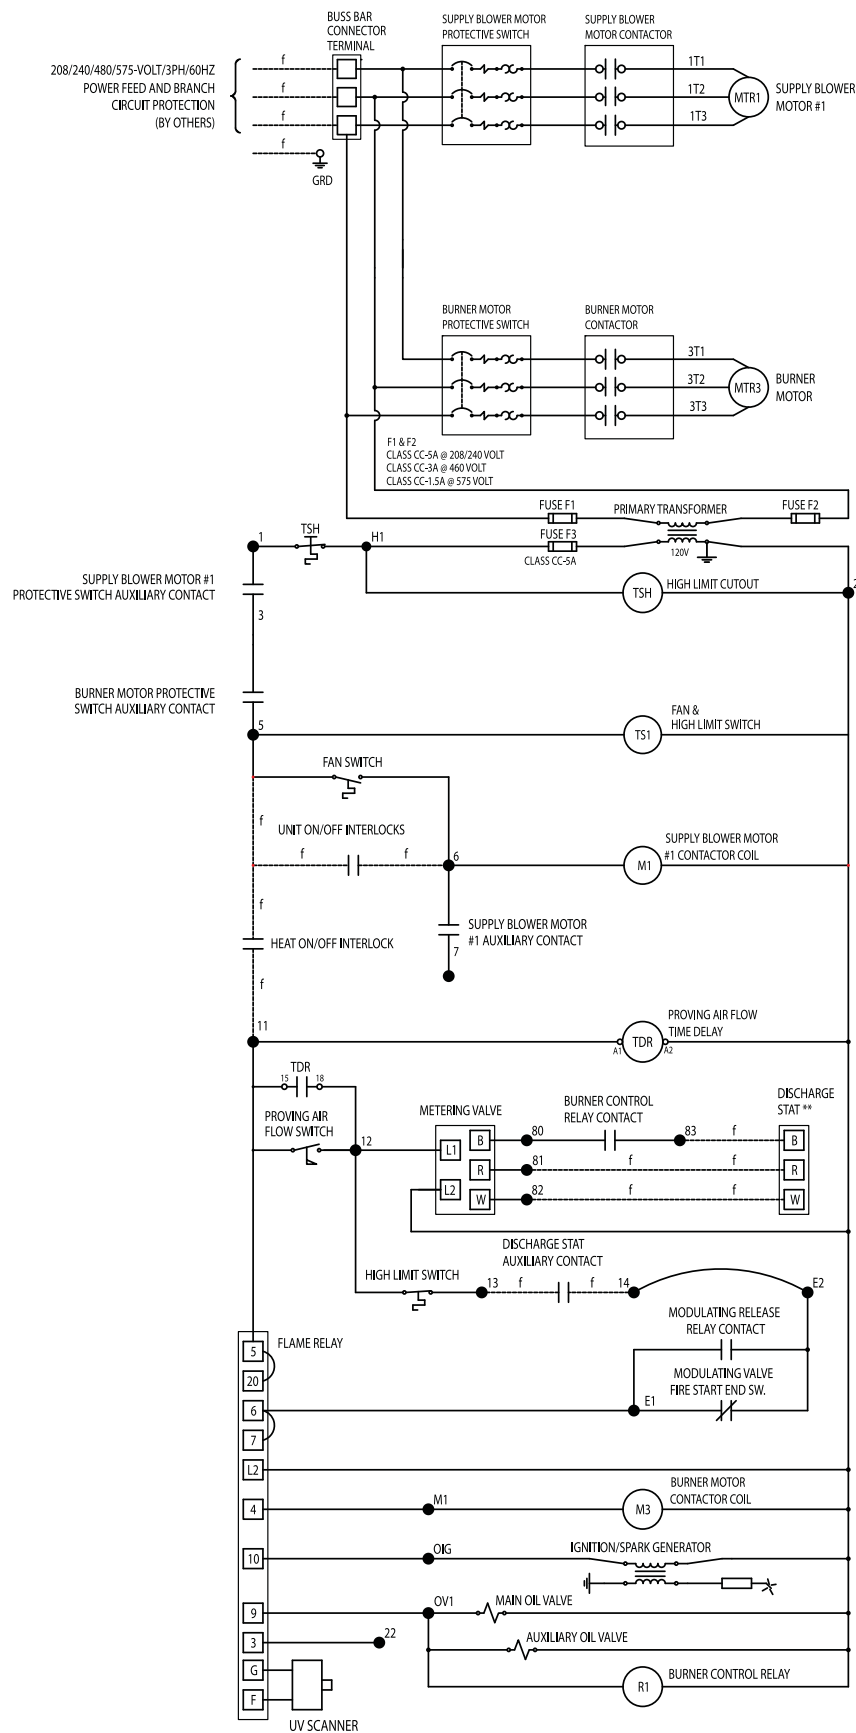 BUSS BAR
CONNECTOR
TERMINAL
SUPPLY BLOWER MOTOR
PROTECTIVE SWITCH
SUPPLY BLOWER
MOTOR CONTACTOR
208/240/480/575-VOLT/3PH/60HZ
POWER FEED AND BRANCH
CIRCUIT PROTECTION
(BY OTHERS)
f
f
f
f
GRD
1T1
1T2
1T3
MTR1
SUPPLY BLOWER
MOTOR #1
BURNER MOTOR
PROTECTIVE SWITCH
BURNER MOTOR
CONTACTOR
3T1
3T2
3T3
MTR3
BURNER
MOTOR
F1 & F2
CLASS CC-5A @ 208/240 VOLT
CLASS CC-3A @ 460 VOLT
CLASS CC-1.5A @ 575 VOLT
FUSE F1
PRIMARY TRANSFORMER
FUSE F2
1
TSH
H1
FUSE F3
CLASS CC-5A
120V
SUPPLY BLOWER MOTOR #1
PROTECTIVE SWITCH AUXILIARY CONTACT
3
TSH
HIGH LIMIT CUTOUT
2
BURNER MOTOR PROTECTIVE
SWITCH AUXILIARY CONTACT
5
TS1
FAN &
HIGH LIMIT SWITCH
FAN SWITCH
f
UNIT ON/OFF INTERLOCKS
f
f
6
M1
SUPPLY BLOWER MOTOR
#1 CONTACTOR COIL
f
HEAT ON/OFF INTERLOCK
SUPPLY BLOWER MOTOR
#1 AUXILIARY CONTACT
7
f
11
A1
TDR
A2
PROVING AIR FLOW
TIME DELAY
TDR
15
18
PROVING AIR
FLOW SWITCH
12
METERING VALVE
L1
L2
B
R
W
80
81
82
BURNER CONTROL
RELAY CONTACT
83
f
f
f
f
f
DISCHARGE
STAT **
B
R
W
HIGH LIMIT SWITCH
13
f
DISCHARGE STAT
AUXILIARY CONTACT
f
14
E2
MODULATING RELEASE
RELAY CONTACT
MODULATING VALVE
FIRE START END SW.
E1
FLAME RELAY
5
20
6
7
L2
4
M1
M3
BURNER MOTOR
CONTACTOR COIL
10
OIG
IGNITION/SPARK GENERATOR
9
OV1
MAIN OIL VALVE
3
22
AUXILIARY OIL VALVE
G
F
R1
BURNER CONTROL RELAY
UV SCANNER